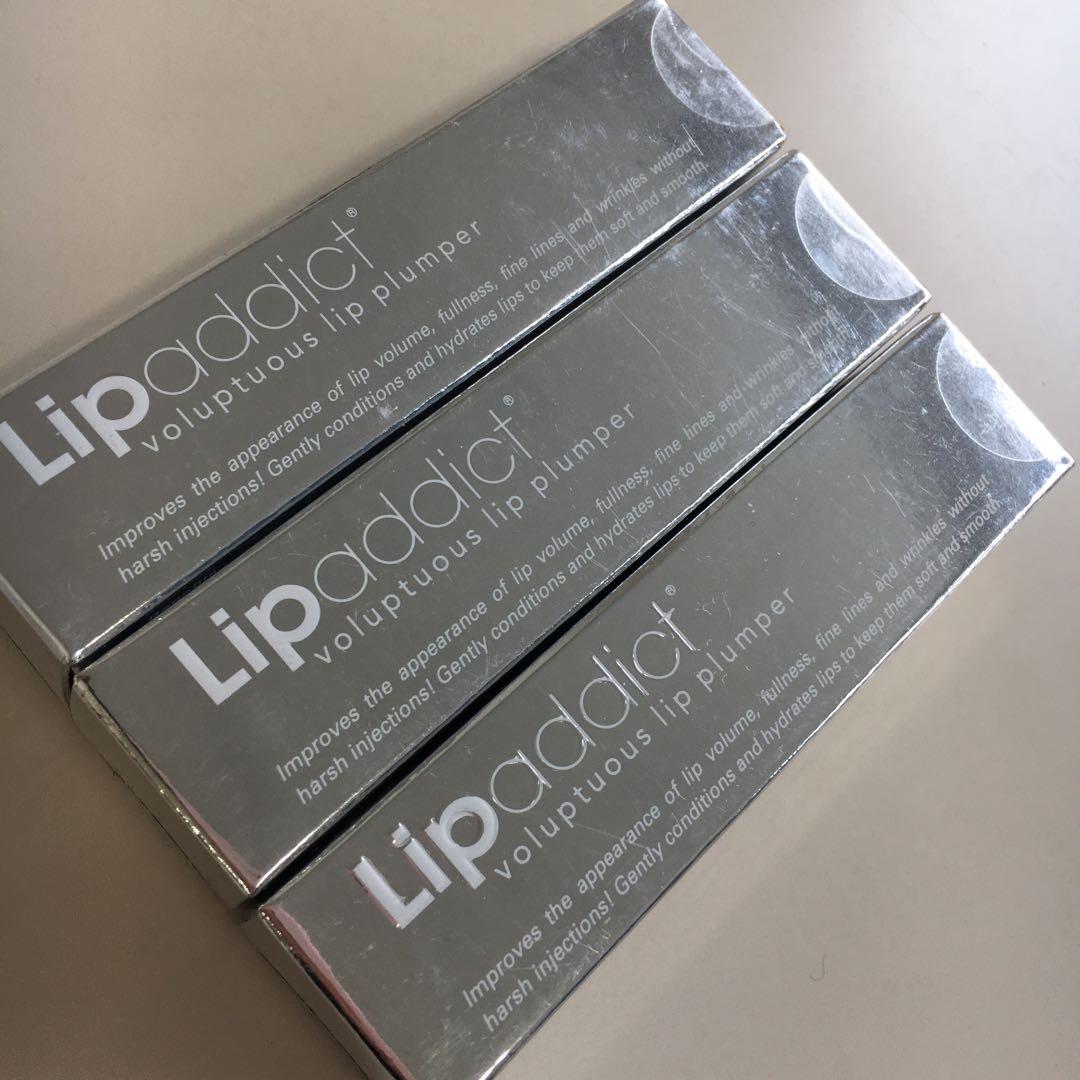 Lipaddict®
voluptuous lip plumper
Improves the appearance of lip volume, fullness, fine lines and wrinkles without
harsh injections! Gently conditions and hydrates lips to keep them soft and smooth.
Lipaddict®
voluptuous lip plumper
Improves the appearance of lip volume, fullness, fine lines and wrinkles without
harsh injections! Gently conditions and hydrates lips to keep them soft and smooth.
Lipaddict®
voluptuous lip plumper
Improves the appearance of lip volume, fullness, fine lines and wrinkles without
harsh injections! Gently conditions and hydrates lips to keep them soft and smooth.